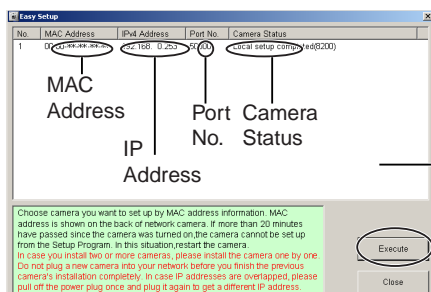 Easy Setup
No. MAC Address IPv4 Address Port No. Camera Status
1 192.168. 0.253 50000 Local setup completed(8200)
MAC
Address
IP
Address
Port
No.
Camera
Status
Choose camera you want to set up by MAC address information. MAC
address is shown on the back of network camera. If more than 20 minutes
have passed since the camera was turned on,the camera cannot be set up
from the Setup Program. In this situation,restart the camera.
In case you install two or more cameras, please install the camera one by one.
Do not plug a new camera into your network before you finish the previous
camera's installation completely. In case IP addresses are overlapped, please
pull off the power plug once and plug it again to get a different IP address.
Execute
Close